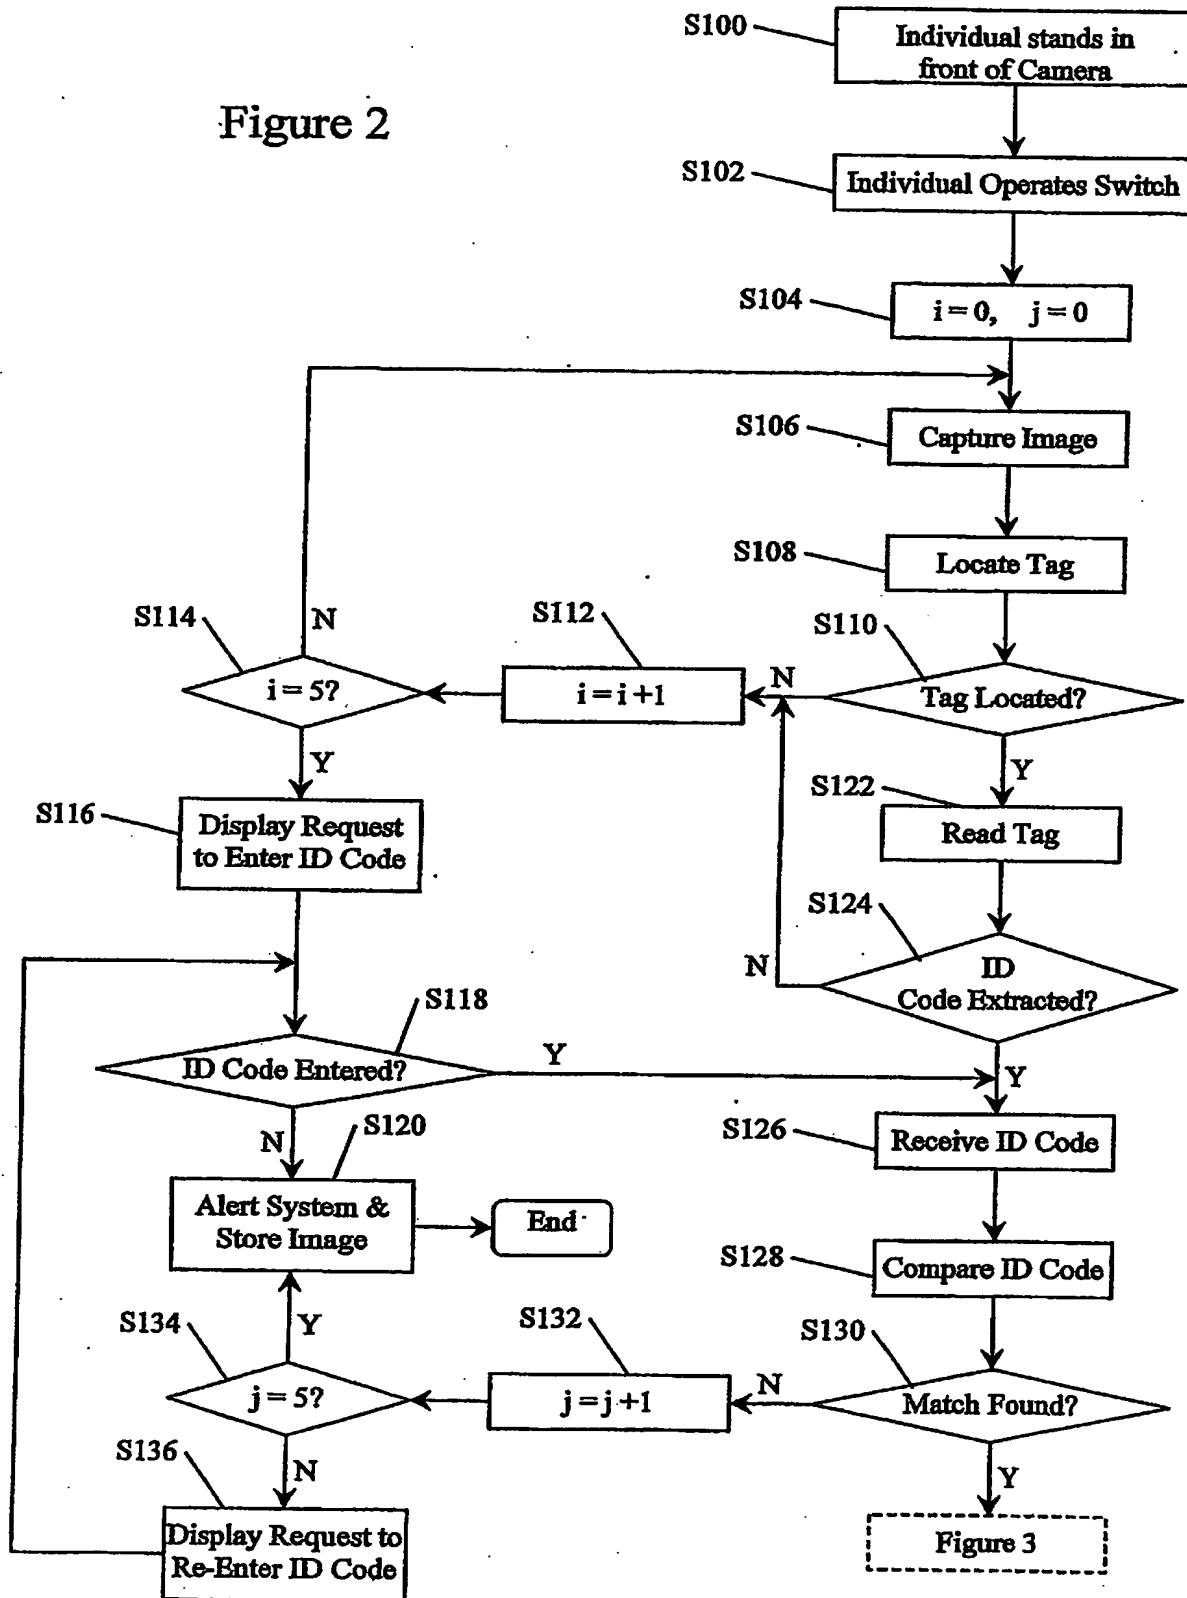 Figure 2
S100
Individual stands in
front of Camera
S102
Individual Operates Switch
S104
i = 0, j = 0
S106
Capture Image
S108
Locate Tag
S110
Tag Located?
N
Y
S112
i = i +1
S114
i = 5?
N
Y
S116
Display Request
to Enter ID Code
S122
Read Tag
S124
ID
Code Extracted?
N
Y
S118
ID Code Entered?
Y
N
S120
Alert System &
Store Image
End
S126
Receive ID Code
S128
Compare ID Code
S130
Match Found?
N
Y
S132
j = j +1
S134
j = 5?
Y
N
S136
Display Request to
Re-Enter ID Code
Figure 3